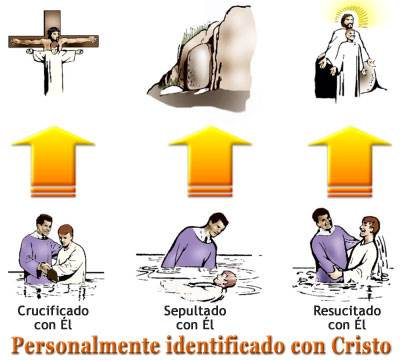 Crucificado
con Él
Sepultado
con Él
Resucitado
con Él
Personalmente identificado con Cristo